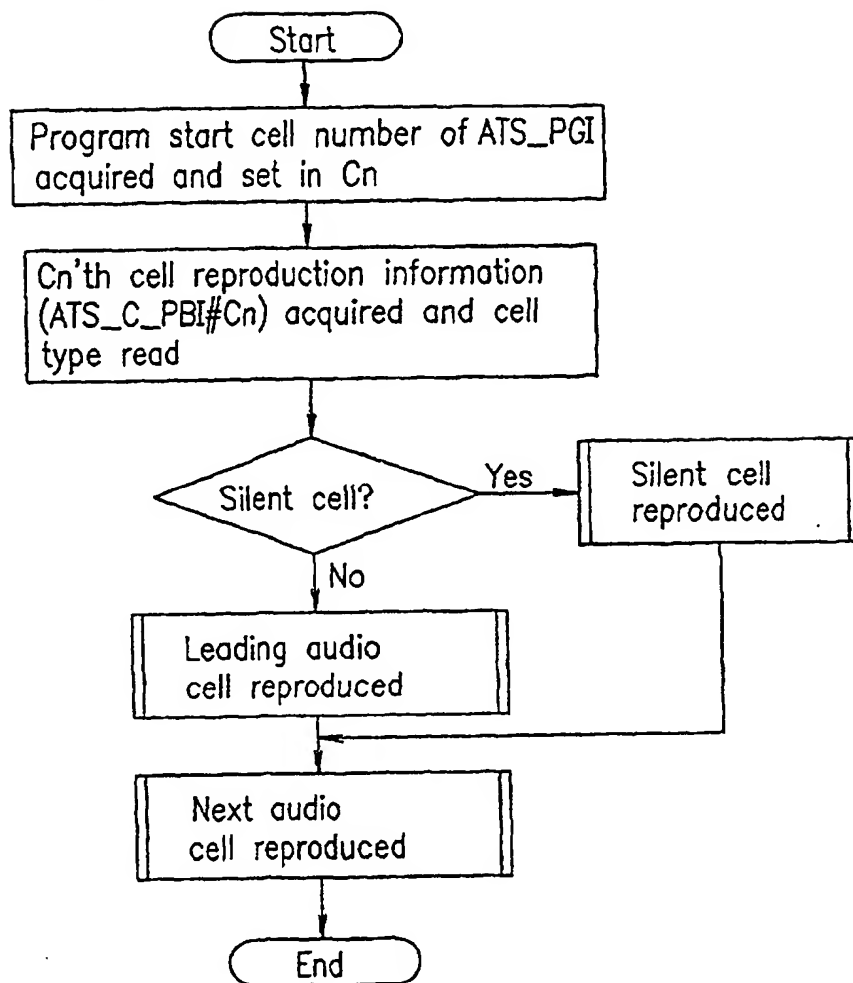 Start
Program start cell number of ATS_PGI
acquired and set in Cn
Cn'th cell reproduction information
(ATS_C_PBI#Cn) acquired and cell
type read
Silent cell?
Yes
Silent cell
reproduced
No
Leading audio
cell reproduced
Next audio
cell reproduced
End